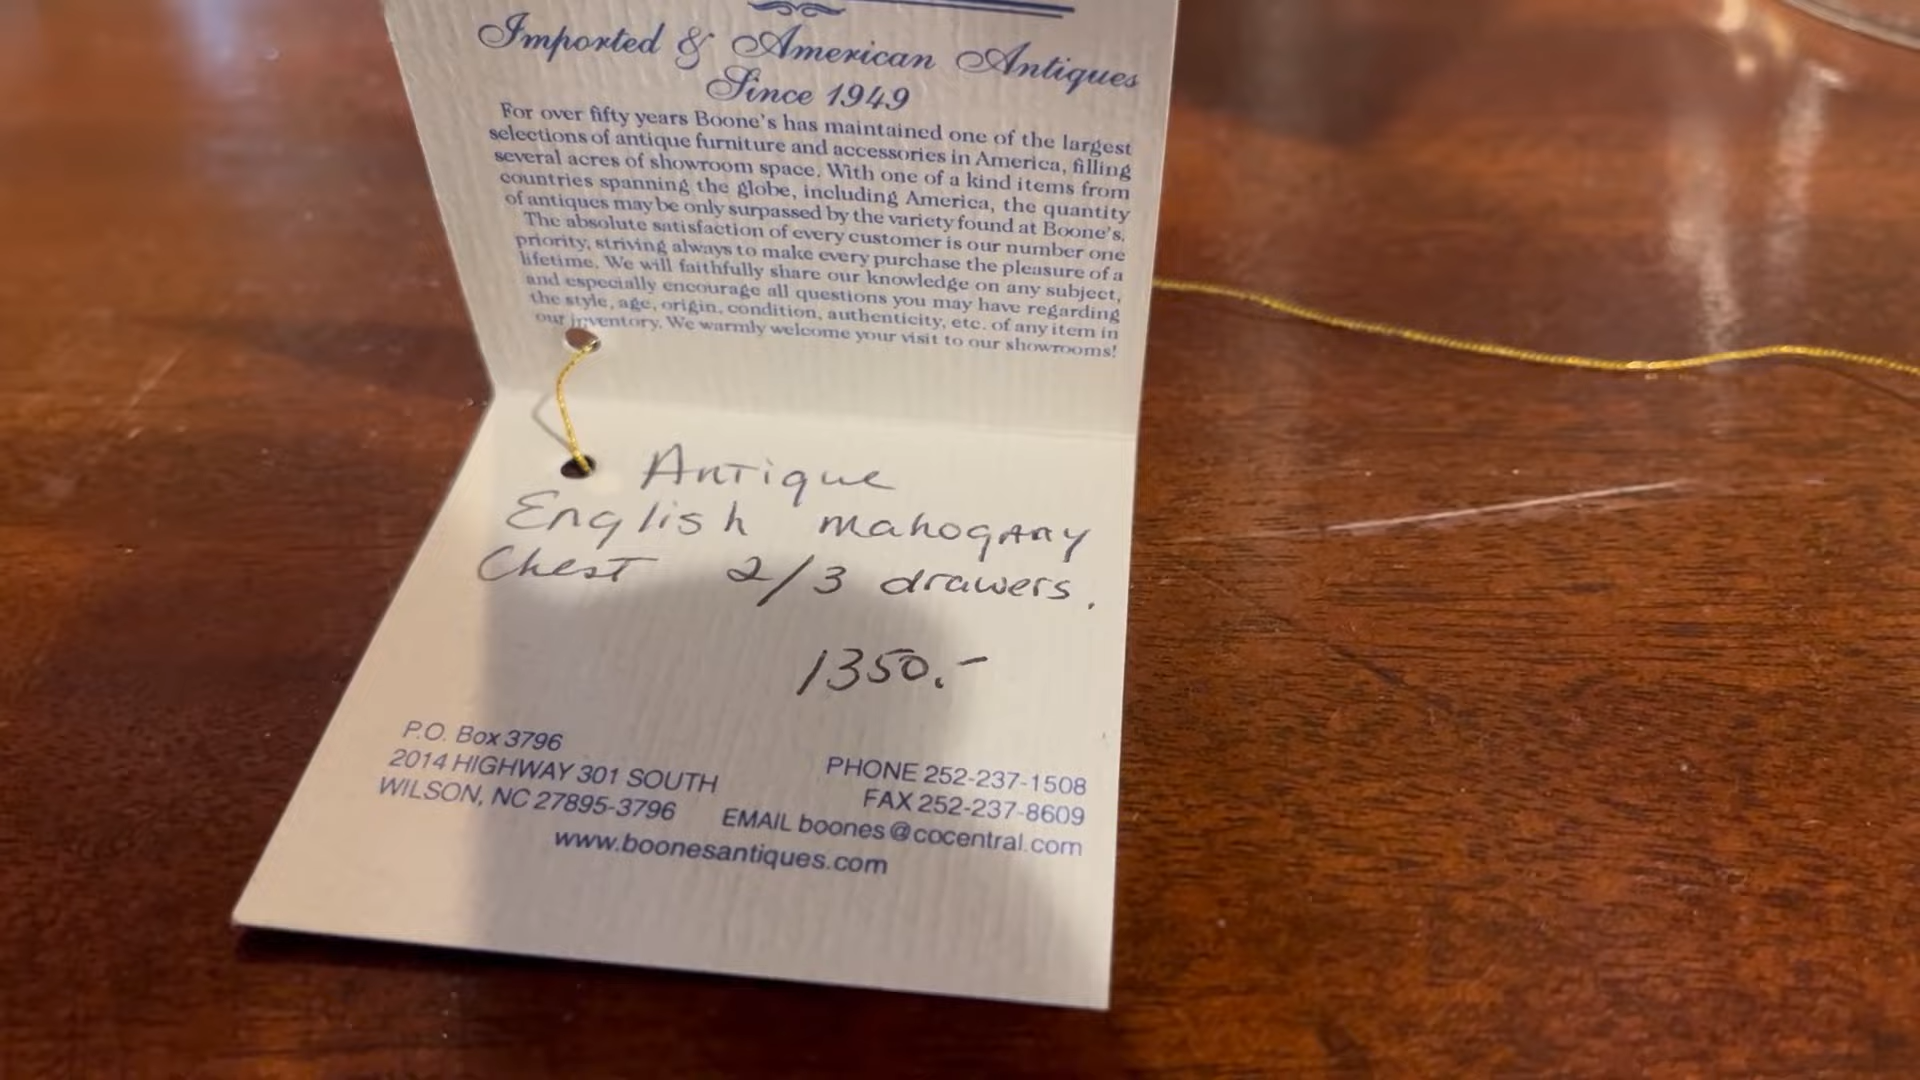 Imported & American Antiques
Since 1949
For over fifty years Boone's has maintained one of the largest
selections of antique furniture and accessories in America, filling
several acres of showroom space. With one of a kind items from
countries spanning the globe, including America, the quantity
of antiques may be only surpassed by the variety found at Boone's.
The absolute satisfaction of every customer is our number one
priority, striving always to make every purchase the pleasure of a
lifetime. We will faithfully share our knowledge on any subject,
and especially encourage all questions you may have regarding
the style, age, origin, condition, authenticity, etc. of any item in
our inventory. We warmly welcome your visit to our showrooms!
Antique
English mahogany
Chest 2/3 drawers.
1350.-
P.O. Box 3796
2014 HIGHWAY 301 SOUTH
WILSON, NC 27895-3796
PHONE 252-237-1508
FAX 252-237-8609
EMAIL boones@cocentral.com
www.boonesantiques.com